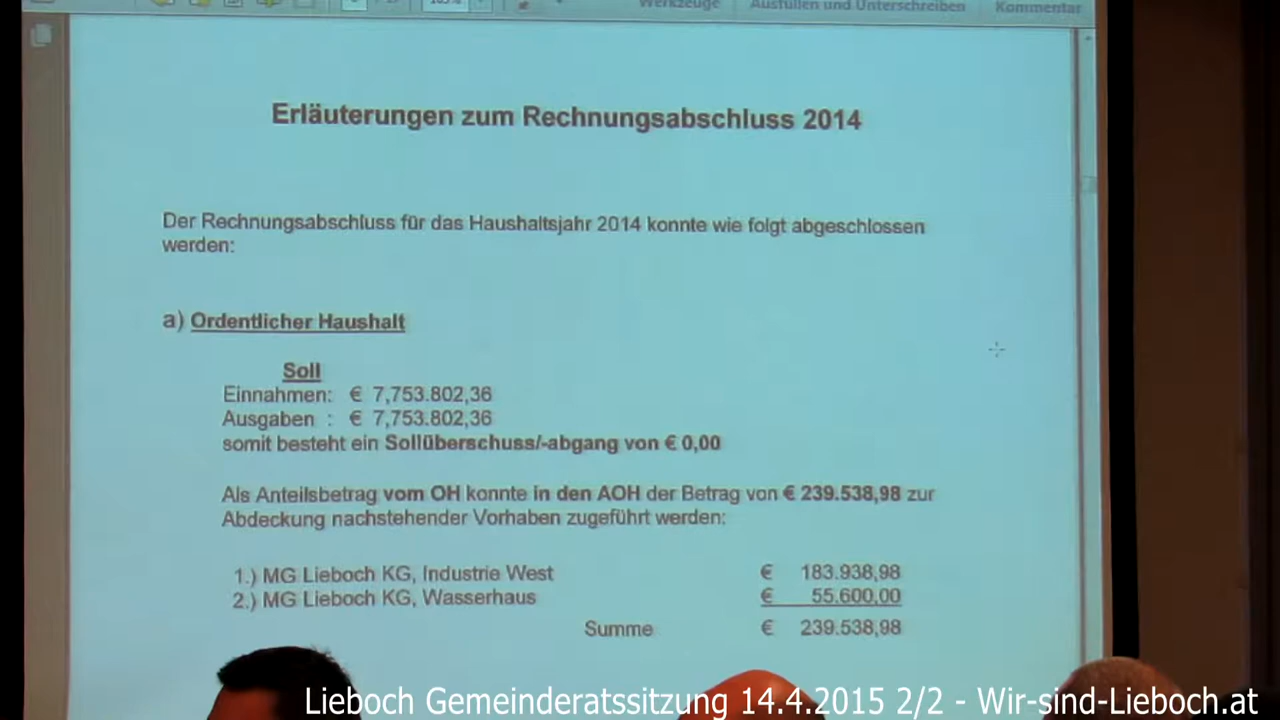 Werkzeuge Ausfüllen und Unterschreiben Kommentar
Erläuterungen zum Rechnungsabschluss 2014
Der Rechnungsabschluss für das Haushaltsjahr 2014 konnte wie folgt abgeschlossen
werden:
a) Ordentlicher Haushalt
Soll
Einnahmen: € 7,753.802,36
Ausgaben : € 7,753.802,36
somit besteht ein Sollüberschuss/-abgang von € 0,00
Als Anteilsbetrag vom OH konnte in den AOH der Betrag von € 239.538,98 zur
Abdeckung nachstehender Vorhaben zugeführt werden:
1.) MG Lieboch KG, Industrie West € 183.938,98
2.) MG Lieboch KG, Wasserhaus € 55.600,00
Summe € 239.538,98
Lieboch Gemeinderatssitzung 14.4.2015 2/2 - Wir-sind-Lieboch.at